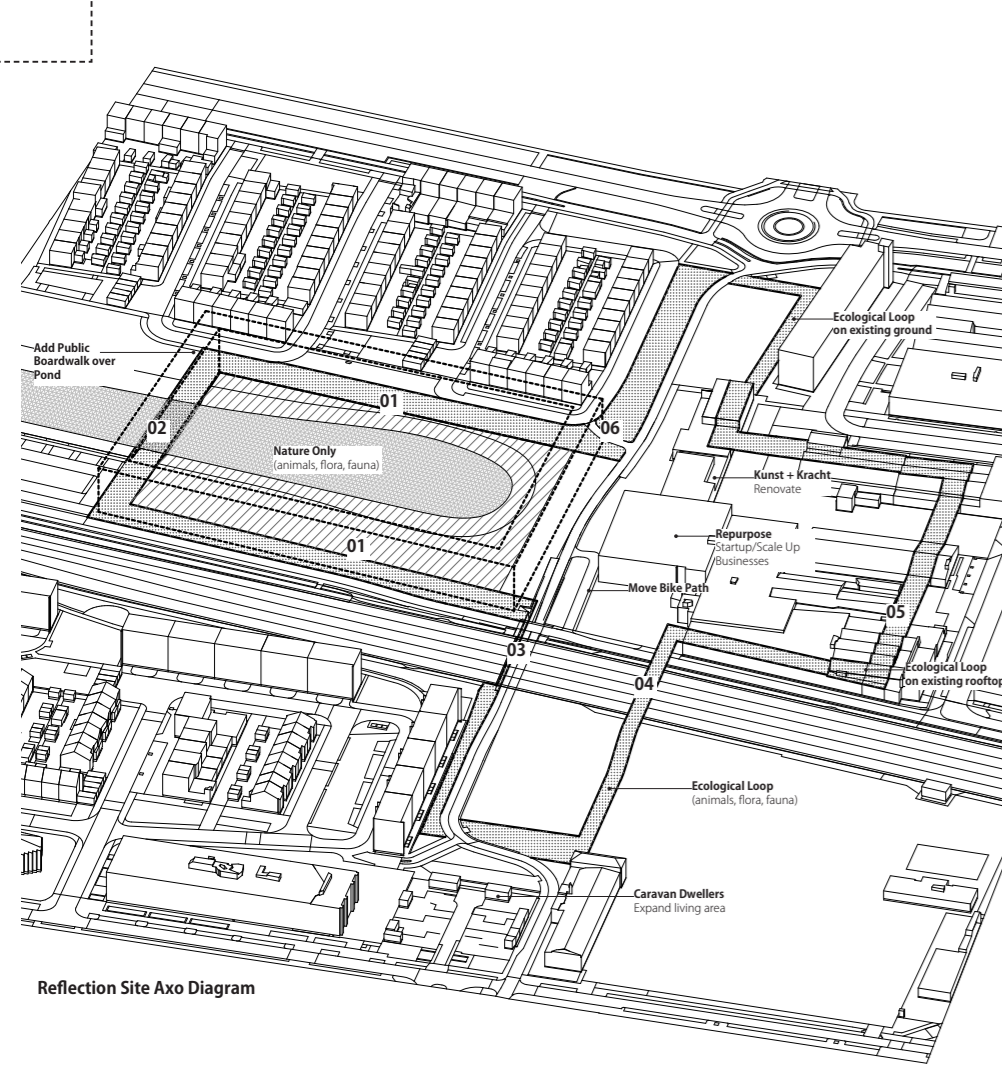 Ecological Loop
on existing ground
Add Public
Boardwalk over
Pond
01
02
06
Nature Only
(animals, flora, fauna)
Kunst + Kracht
Renovate
Repurpose
Startup/Scale Up
Businesses
01
Move Bike Path
05
03
Ecological Loop
on existing rooftop
04
Ecological Loop
(animals, flora, fauna)
Caravan Dwellers
Expand living area
Reflection Site Axo Diagram